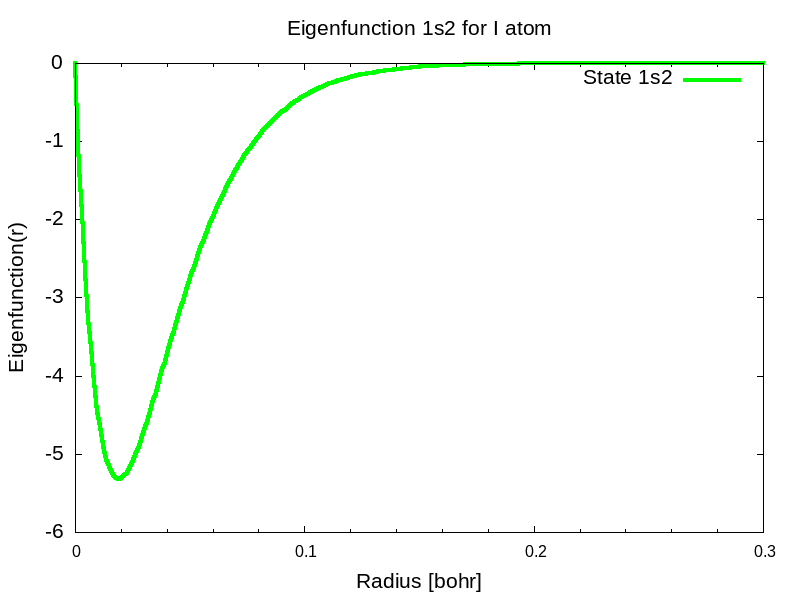 Eigenfunction 1s2 for I atom
State 1s2
0
-1
-2
-3
-4
-5
-6
Eigenfunction(r)
0 0.1 0.2 0.3
Radius [bohr]